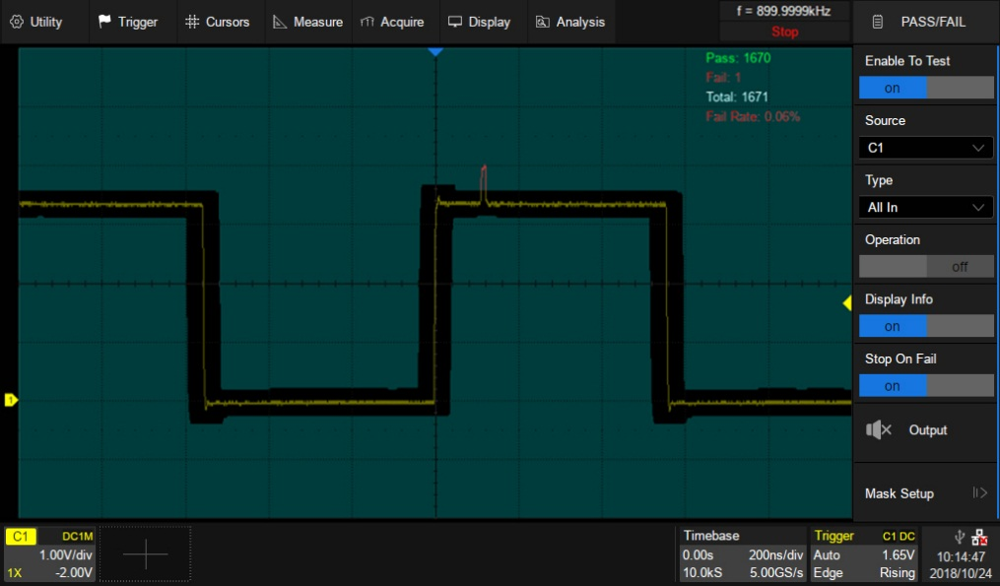 Utility Trigger Cursors Measure Acquire Display Analysis
f = 899.9999kHz
Stop
PASS/FAIL
Pass: 1670
Fail: 1
Total: 1671
Fail Rate: 0.06%
Enable To Test
on
Source
C1
Type
All In
Operation
off
Display Info
on
Stop On Fail
on
Output
Mask Setup
1
C1 DC1M
1.00V/div
1X -2.00V
Timebase
0.00s 200ns/div
10.0kS 5.00GS/s
Trigger C1 DC
Auto 1.65V
Edge Rising
10:14:47
2018/10/24